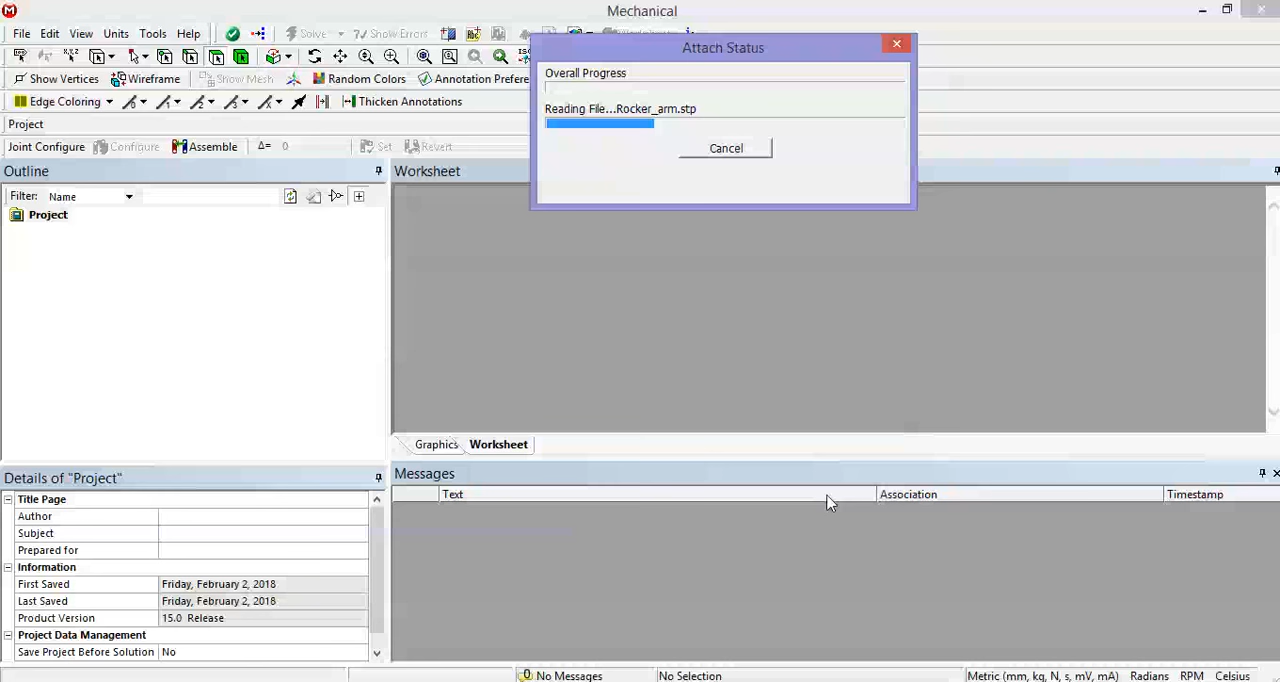 Mechanical
File Edit View Units Tools Help Solve Show Errors
Show Vertices Wireframe Show Mesh Random Colors Annotation Prefere
Edge Coloring Thicken Annotations
Project
Joint Configure Configure Assemble Δ= 0 Set Revert
Attach Status
Overall Progress
Reading File...Rocker_arm.stp
Cancel
Outline
Filter: Name
Project
Worksheet
Graphics Worksheet
Details of "Project"
Title Page
Author
Subject
Prepared for
Information
First Saved Friday, February 2, 2018
Last Saved Friday, February 2, 2018
Product Version 15.0 Release
Project Data Management
Save Project Before Solution No
Messages
Text Association Timestamp
0 No Messages No Selection Metric (mm, kg, N, s, mV, mA) Radians RPM Celsius